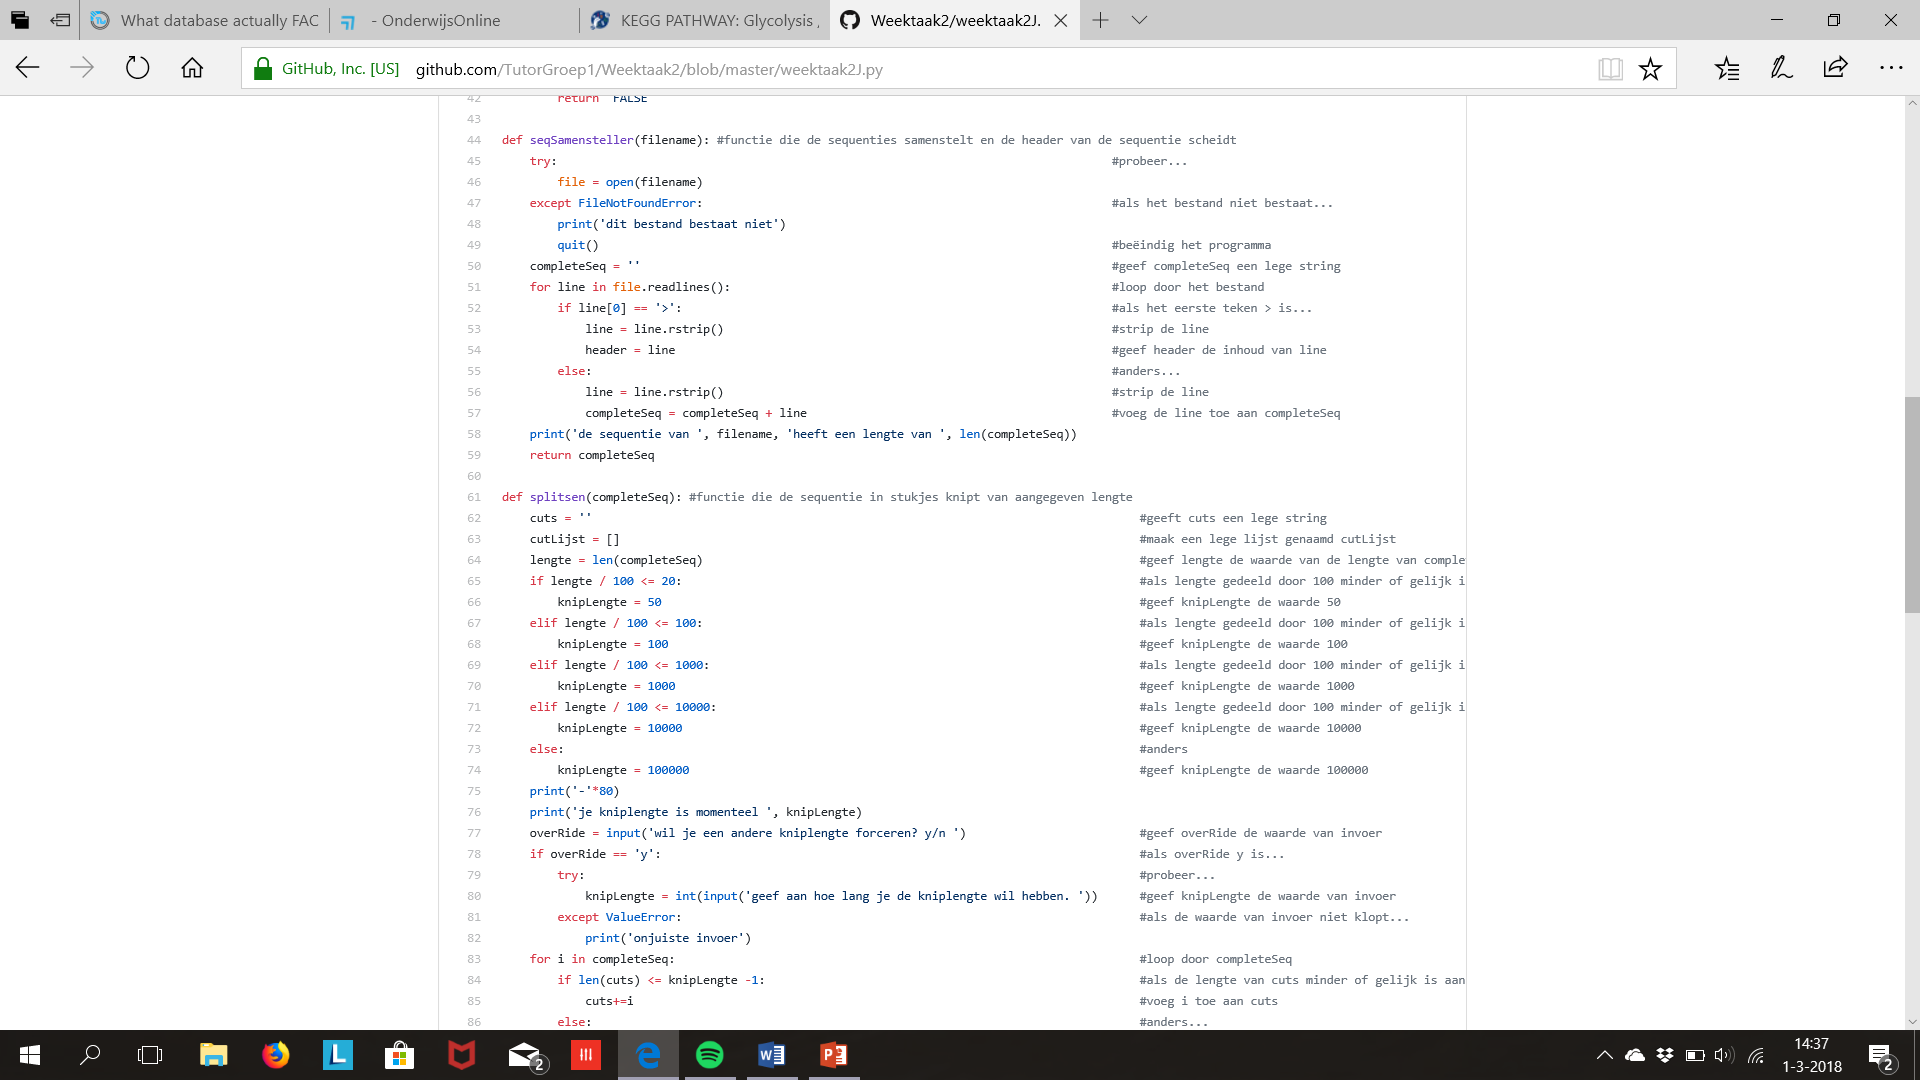 What database actually FAC
- OnderwijsOnline
KEGG PATHWAY: Glycolysis
Weektaak2/weektaak2J.
GitHub, Inc. [US] github.com/TutorGroep1/Weektaak2/blob/master/weektaak2J.py
42 return 'FALSE'
43
44 def seqSamensteller(filename): #functie die de sequenties samenstelt en de header van de sequentie scheidt
45 try: #probeer...
46 file = open(filename)
47 except FileNotFoundError: #als het bestand niet bestaat...
48 print('dit bestand bestaat niet')
49 quit() #beëindig het programma
50 completeSeq = '' #geef completeSeq een lege string
51 for line in file.readlines(): #loop door het bestand
52 if line[0] == '>': #als het eerste teken > is...
53 line = line.rstrip() #strip de line
54 header = line #geef header de inhoud van line
55 else: #anders...
56 line = line.rstrip() #strip de line
57 completeSeq = completeSeq + line #voeg de line toe aan completeSeq
58 print('de sequentie van ', filename, 'heeft een lengte van ', len(completeSeq))
59 return completeSeq
60
61 def splitsen(completeSeq): #functie die de sequentie in stukjes knipt van aangegeven lengte
62 cuts = '' #geeft cuts een lege string
63 cutLijst = [] #maak een lege lijst genaamd cutLijst
64 lengte = len(completeSeq) #geef lengte de waarde van de lengte van comple
65 if lengte / 100 <= 20: #als lengte gedeeld door 100 minder of gelijk i
66 knipLengte = 50 #geef knipLengte de waarde 50
67 elif lengte / 100 <= 100: #als lengte gedeeld door 100 minder of gelijk i
68 knipLengte = 100 #geef knipLengte de waarde 100
69 elif lengte / 100 <= 1000: #als lengte gedeeld door 100 minder of gelijk i
70 knipLengte = 1000 #geef knipLengte de waarde 1000
71 elif lengte / 100 <= 10000: #als lengte gedeeld door 100 minder of gelijk i
72 knipLengte = 10000 #geef knipLengte de waarde 10000
73 else: #anders
74 knipLengte = 100000 #geef knipLengte de waarde 100000
75 print('-'*80)
76 print('je kniplengte is momenteel ', knipLengte)
77 overRide = input('wil je een andere kniplengte forceren? y/n ') #geef overRide de waarde van invoer
78 if overRide == 'y': #als overRide y is...
79 try: #probeer...
80 knipLengte = int(input('geef aan hoe lang je de kniplengte wil hebben. ')) #geef knipLengte de waarde van invoer
81 except ValueError: #als de waarde van invoer niet klopt...
82 print('onjuiste invoer')
83 for i in completeSeq: #loop door completeSeq
84 if len(cuts) <= knipLengte -1: #als de lengte van cuts minder of gelijk is aan
85 cuts+=i #voeg i toe aan cuts
86 else: #anders...
14:37
1-3-2018
2
2